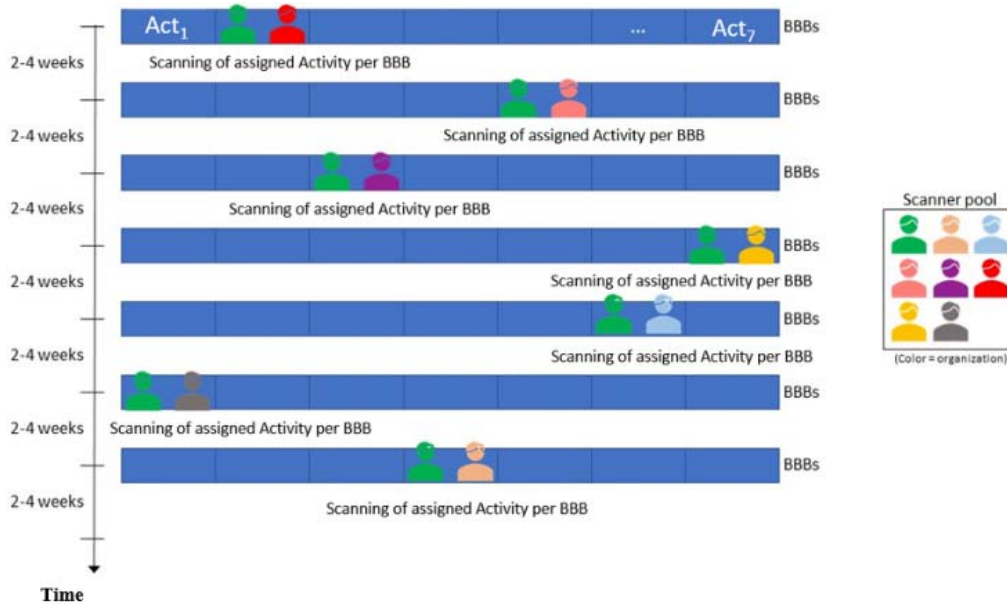 Act1 ... Act7 BBBs
2-4 weeks
Scanning of assigned Activity per BBB
BBBs
2-4 weeks
Scanning of assigned Activity per BBB
BBBs
2-4 weeks
Scanning of assigned Activity per BBB
BBBs
2-4 weeks
Scanning of assigned Activity per BBB
BBBs
2-4 weeks
Scanning of assigned Activity per BBB
BBBs
2-4 weeks
Scanning of assigned Activity per BBB
BBBs
2-4 weeks
Scanning of assigned Activity per BBB
Time
Scanner pool
(Color = organization)